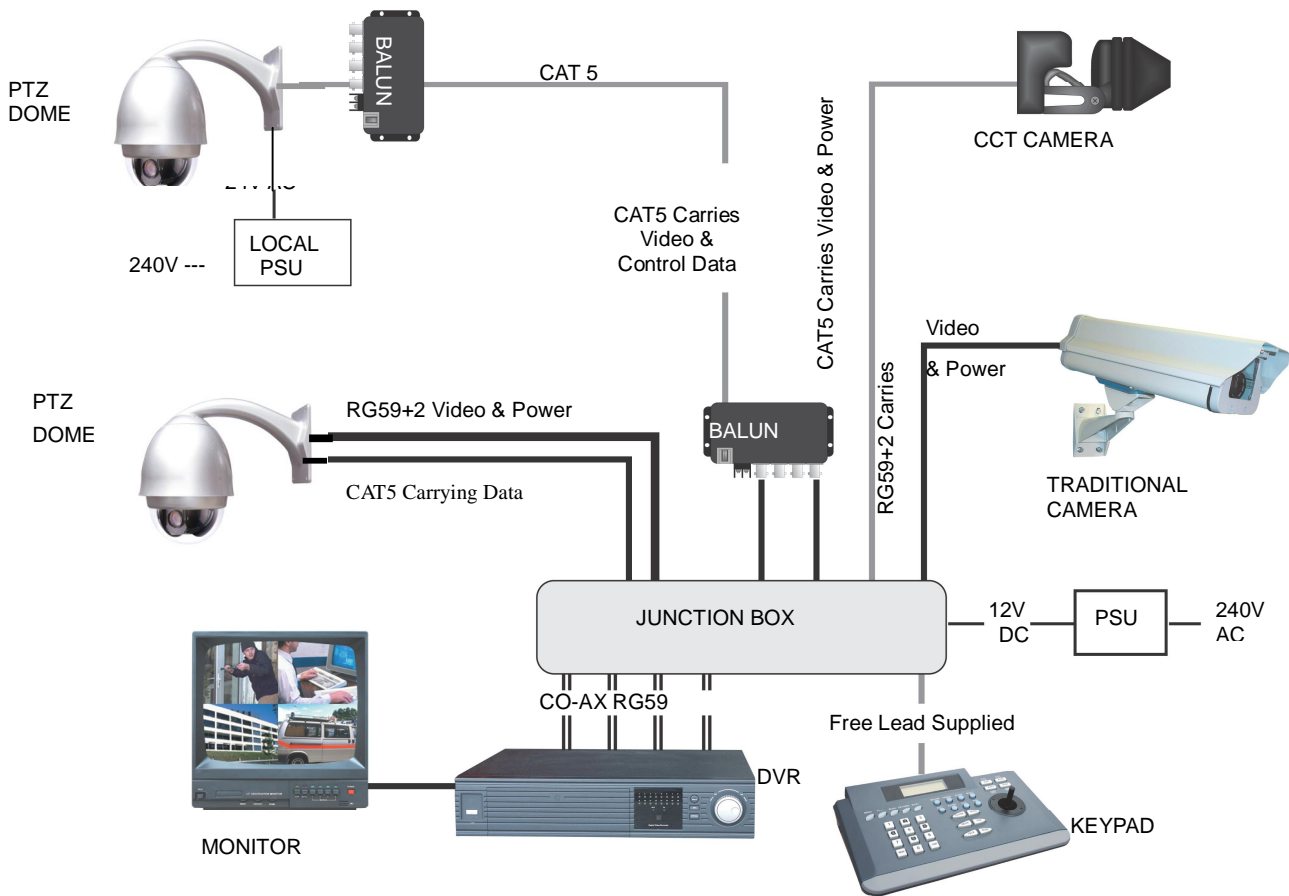 PTZ
DOME
BALUN
CAT 5
CCT CAMERA
CAT5 Carries Video & Power
CAT5 Carries
Video &
Control Data
LOCAL
PSU
240V ---
Video
& Power
RG59+2 Carries
PTZ
DOME
RG59+2 Video & Power
CAT5 Carrying Data
BALUN
TRADITIONAL
CAMERA
JUNCTION BOX
12V
DC
PSU
240V
AC
CO-AX RG59
Free Lead Supplied
DVR
MONITOR
KEYPAD